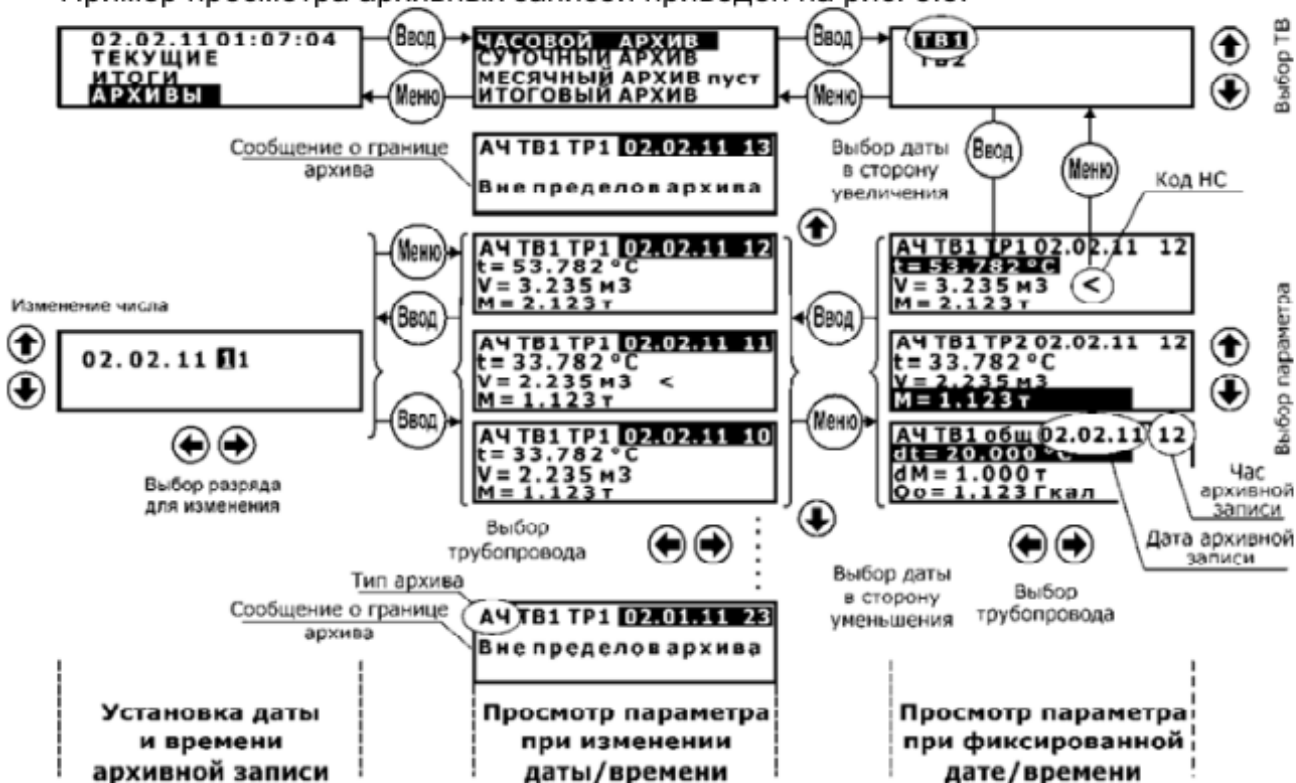 Пример просмотра архивных записей приведен на рис.
02.02.11 01:07:04
ТЕКУЩИЕ
ИТОГИ
АРХИВЫ
Ввод
Меню
ЧАСОВОЙ АРХИВ
СУТОЧНЫЙ АРХИВ
МЕСЯЧНЫЙ АРХИВ пуст
ИТОГОВЫЙ АРХИВ
Ввод
Меню
ТВ1
ТВ2
Выбор ТВ
Сообщение о границе
архива
АЧ ТВ1 ТР1 02.02.11 13
Вне пределов архива
Выбор даты
в сторону
увеличения
Ввод
Меню
Код НС
Изменение числа
02.02.11 11
Выбор разряда
для изменения
Меню
Ввод
Ввод
АЧ ТВ1 ТР1 02.02.11 12
t= 53.782 °C
V= 3.235 м3
М= 2.123 т
АЧ ТВ1 ТР1 02.02.11 11
t= 33.782 °C
V= 2.235 м3 <
М= 1.123 т
АЧ ТВ1 ТР1 02.02.11 10
t= 33.782 °C
V= 2.235 м3
М= 1.123 т
Ввод
Меню
АЧ ТВ1 ТР1 02.02.11 12
t= 53.782 °C
V= 3.235 м3 <
М= 2.123 т
АЧ ТВ1 ТР2 02.02.11 12
t= 33.782 °C
V= 2.235 м3
М= 1.123 т
АЧ ТВ1 общ 02.02.11 12
dt= 20.000 °C
dМ= 1.000 т
Qо= 1.123 Гкал
Выбор параметра
Час
архивной
записи
Дата архивной
записи
Выбор
трубопровода
Тип архива
Сообщение о границе
архива
АЧ ТВ1 ТР1 02.01.11 23
Вне пределов архива
Выбор даты
в сторону
уменьшения
Выбор
трубопровода
Установка даты
и времени
архивной записи
Просмотр параметра
при изменении
даты/времени
Просмотр параметра
при фиксированной
дате/времени